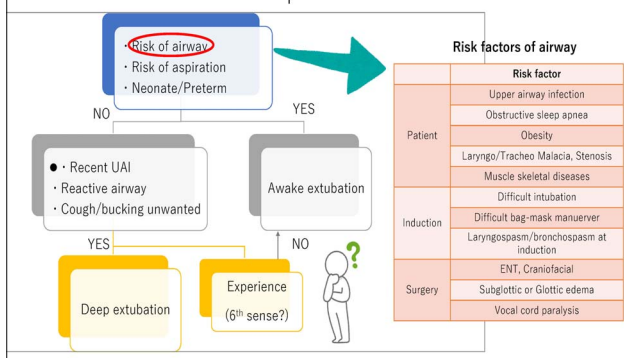 ・Risk of airway
・Risk of aspiration
・Neonate/Preterm
NO
YES
●・Recent UAI
・Reactive airway
・Cough/bucking unwanted
Awake extubation
YES
NO
Deep extubation
Experience
(6th sense?)
?
Risk factors of airway
Risk factor
Patient
Upper airway infection
Obstructive sleep apnea
Obesity
Laryngo/Tracheo Malacia, Stenosis
Muscle skeletal diseases
Induction
Difficult intubation
Difficult bag-mask manuerver
Laryngospasm/bronchospasm at
induction
Surgery
ENT, Craniofacial
Subglottic or Glottic edema
Vocal cord paralysis